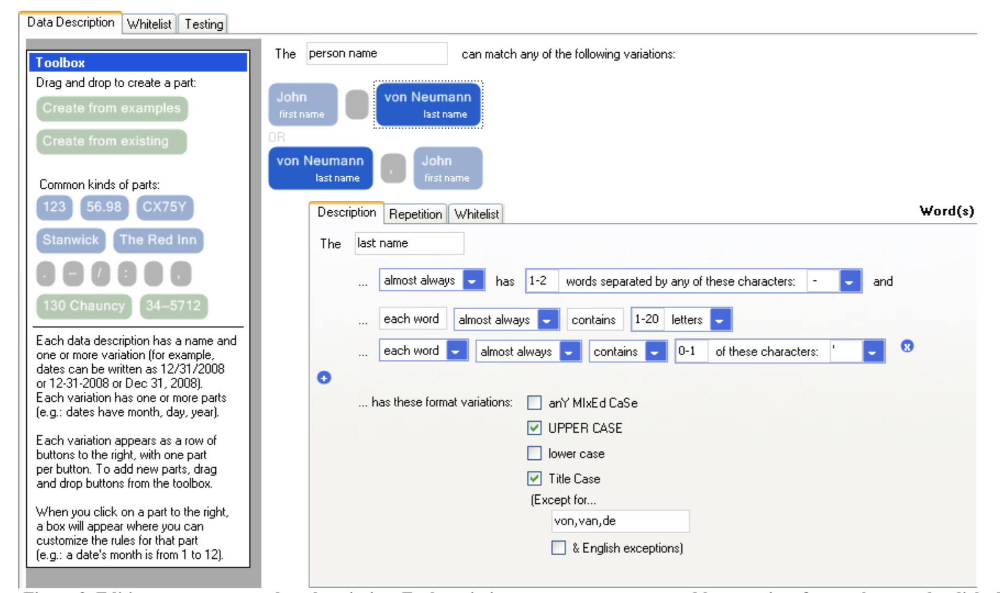 Data Description Whitelist Testing
Toolbox
Drag and drop to create a part:
Create from examples
Create from existing
Common kinds of parts:
123 56.98 CX75Y
Stanwick The Red Inn
. – / : ,
130 Chauncy 34–5712
Each data description has a name and
one or more variation (for example,
dates can be written as 12/31/2008
or 12-31-2008 or Dec 31, 2008).
Each variation has one or more parts
(e.g.: dates have month, day, year).
Each variation appears as a row of
buttons to the right, with one part
per button. To add new parts, drag
and drop buttons from the toolbox.
When you click on a part to the right,
a box will appear where you can
customize the rules for that part
(e.g.: a date's month is from 1 to 12).
The person name can match any of the following variations:
John von Neumann
first name last name
OR
von Neumann , John
last name first name
Description Repetition Whitelist Word(s)
The last name
... almost always has 1-2 words separated by any of these characters: - and
... each word almost always contains 1-20 letters
... each word almost always contains 0-1 of these characters: ' x
+
... has these format variations: anY MIxEd CaSe
UPPER CASE
lower case
Title Case
(Except for...
von,van,de
& English exceptions)